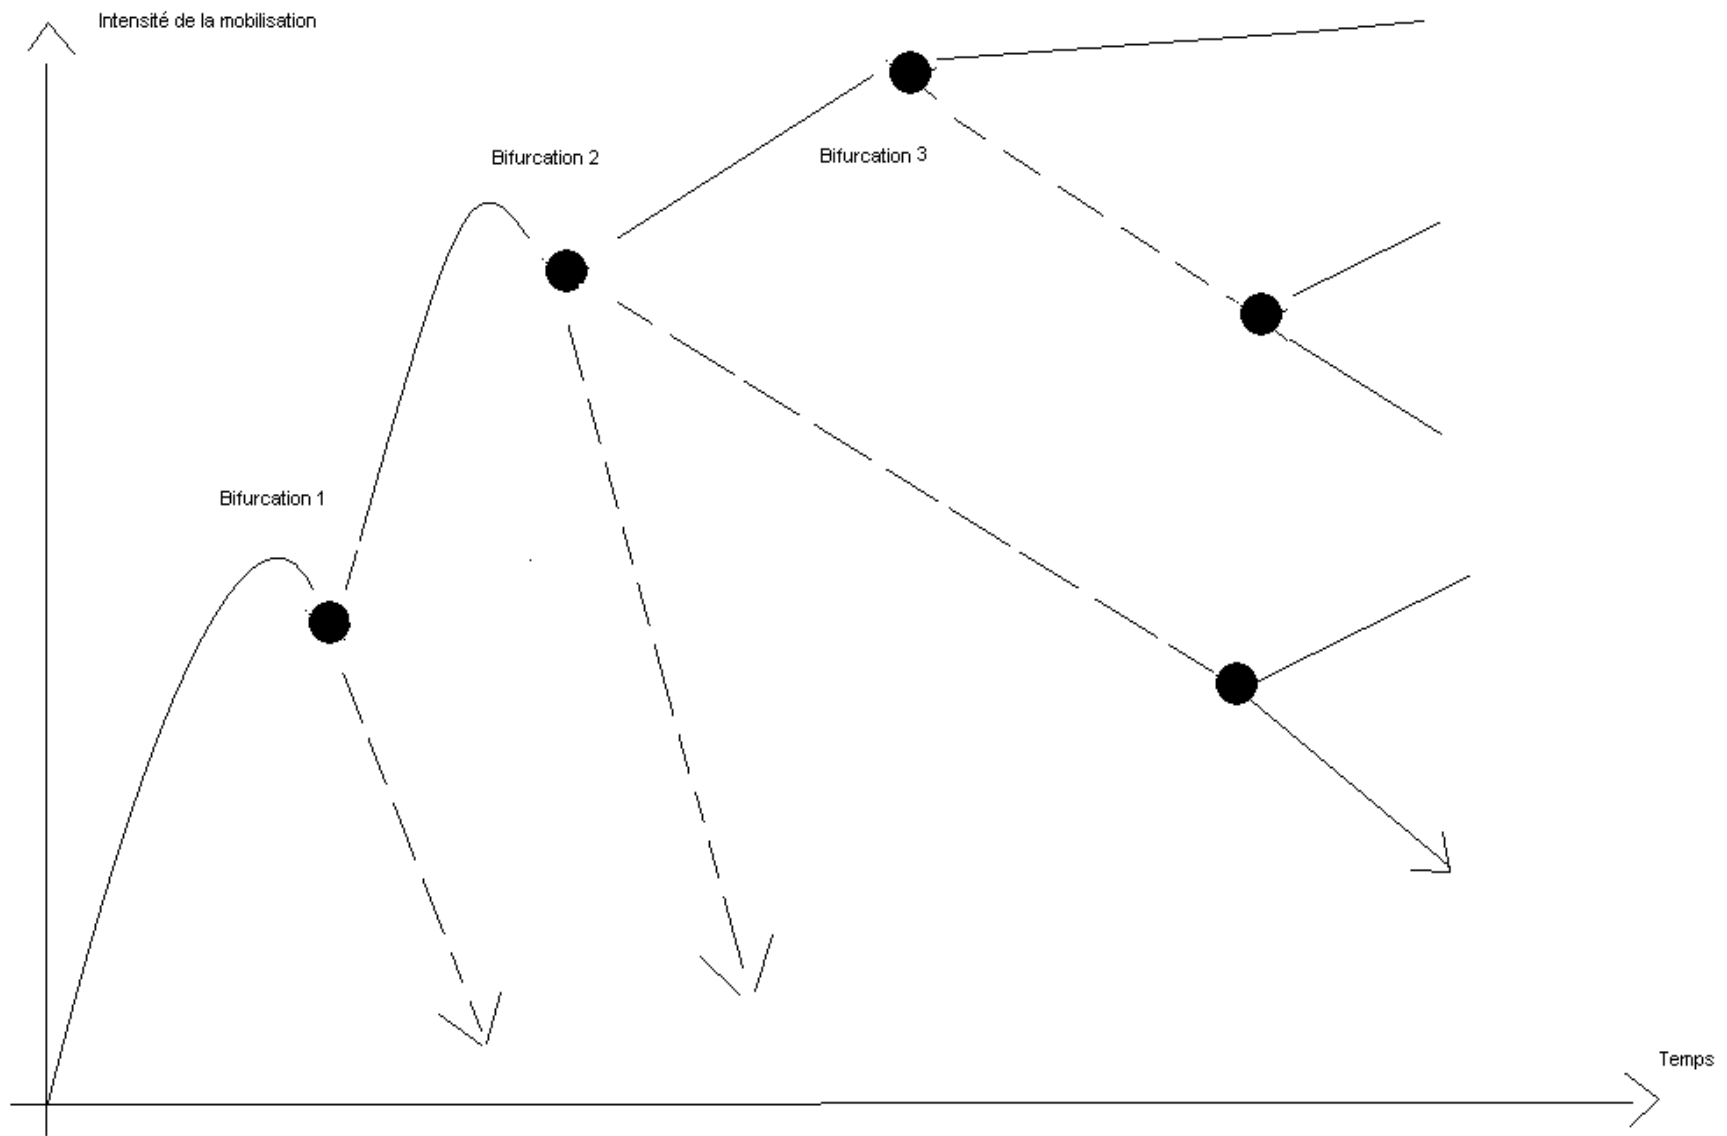 Intensité de la mobilisation
Bifurcation 2
Bifurcation 3
Bifurcation 1
Temps